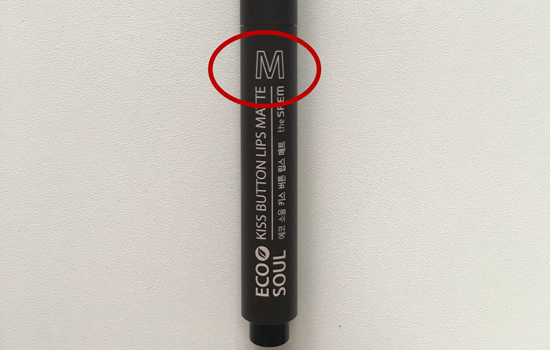 M
ECO
SOUL
KISS BUTTON LIPS MATTE
the SAEM
에코 소울 키스 버튼 립스 매트